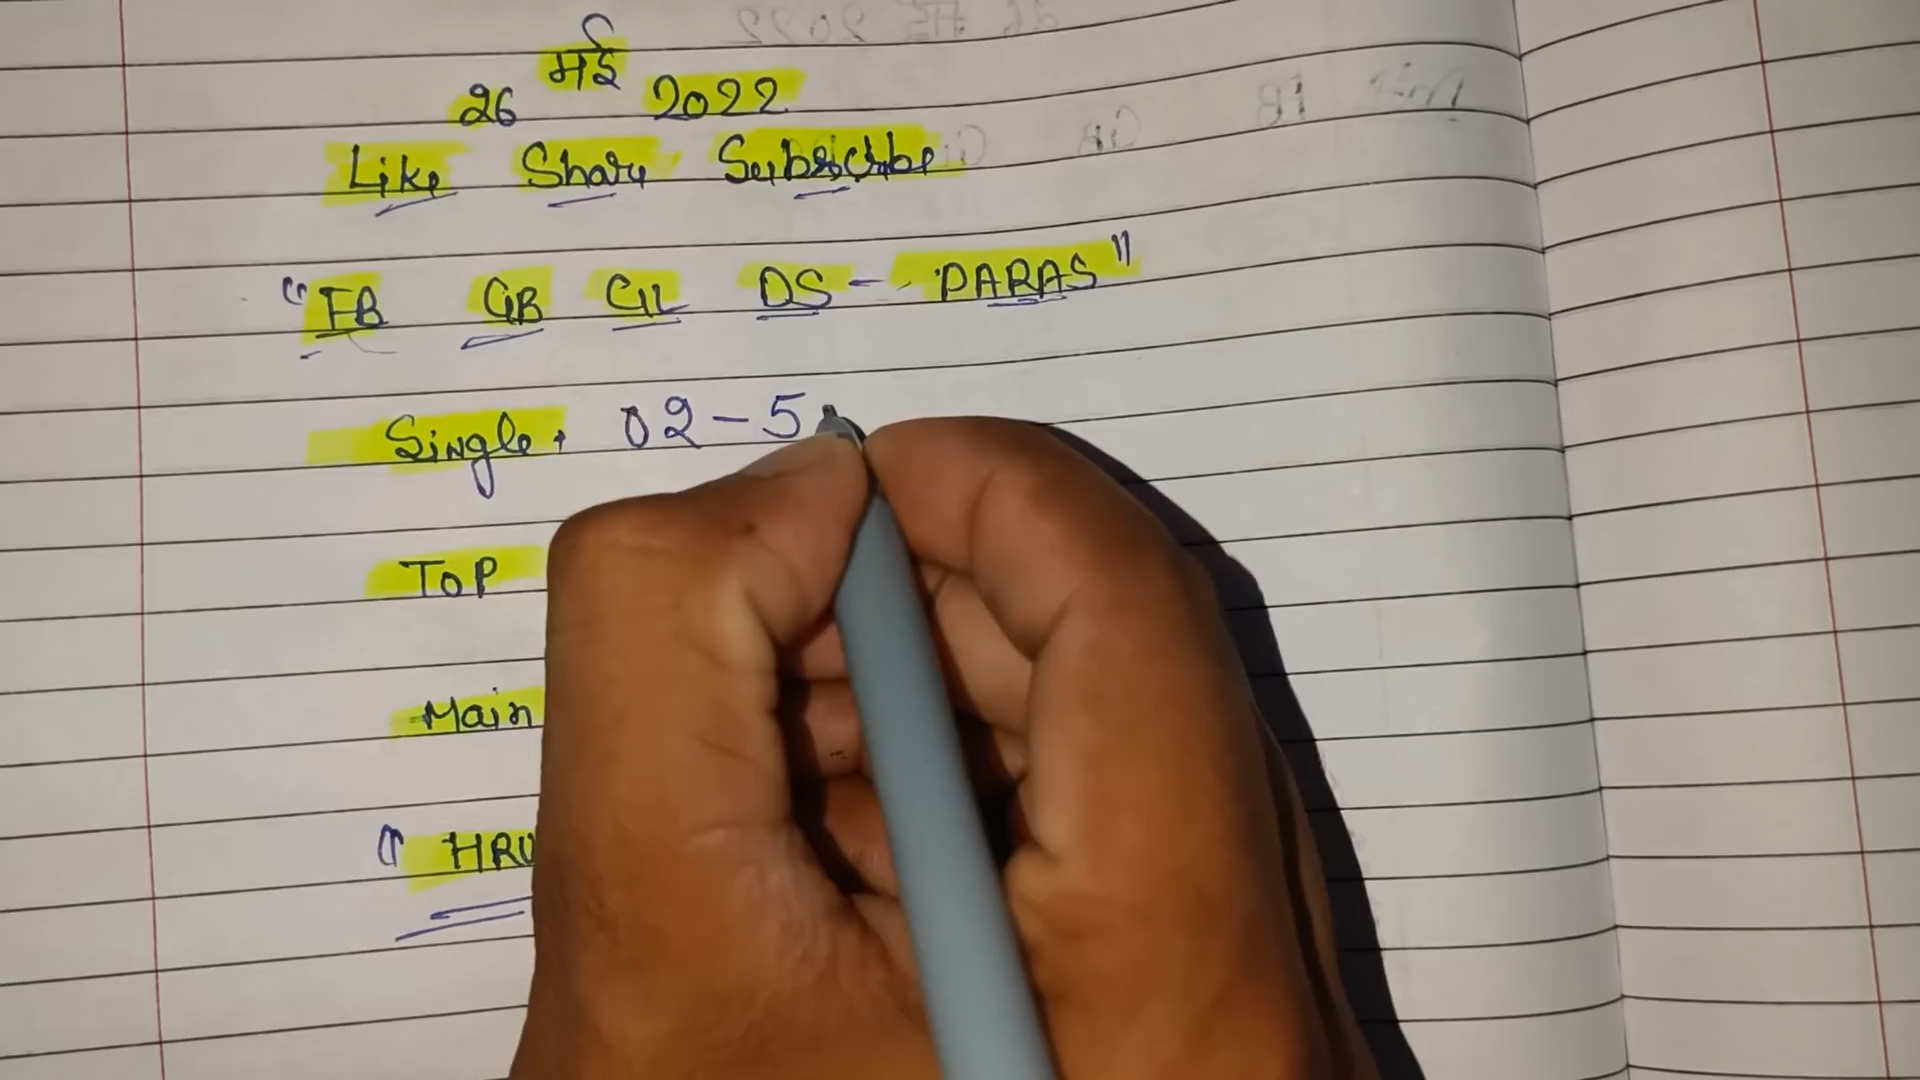 26 मई 2022
Like Share Subscribe
"FB GB GL DS - PARAS"
Single. 02-5
Top
Main
"HRU